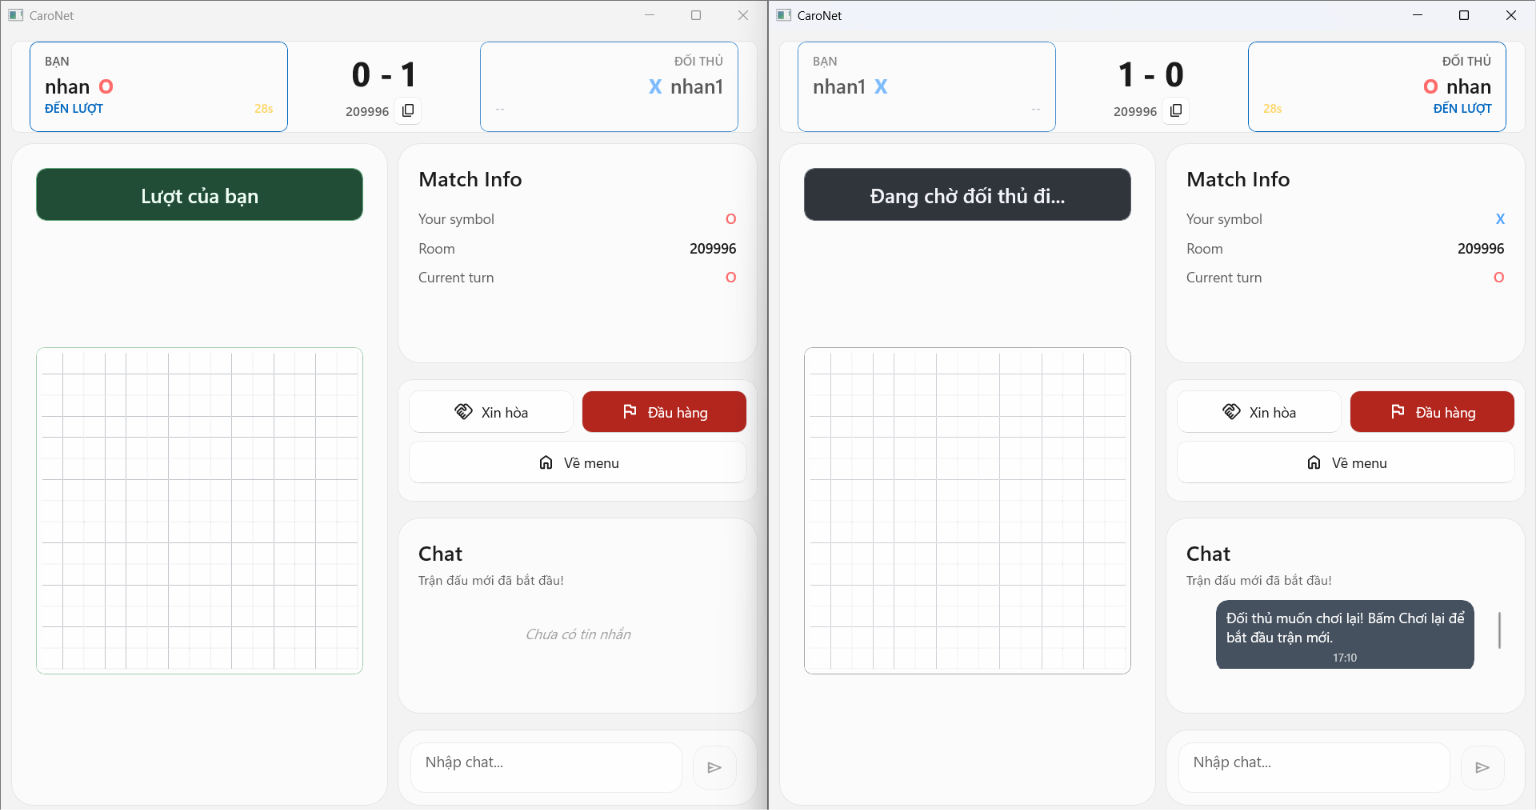 CaroNet
BẠN
nhan O
ĐẾN LƯỢT
28s
0 - 1
209996
ĐỐI THỦ
X nhan1
--
Lượt của bạn
Match Info
Your symbol
O
Room
209996
Current turn
O
Xin hòa
Đầu hàng
Về menu
Chat
Trận đấu mới đã bắt đầu!
Chưa có tin nhắn
Nhập chat...
CaroNet
BẠN
nhan1 X
--
1 - 0
209996
ĐỐI THỦ
O nhan
28s
ĐẾN LƯỢT
Đang chờ đối thủ đi...
Match Info
Your symbol
X
Room
209996
Current turn
O
Xin hòa
Đầu hàng
Về menu
Chat
Trận đấu mới đã bắt đầu!
Đối thủ muốn chơi lại! Bấm Chơi lại để
bắt đầu trận mới.
17:10
Nhập chat...